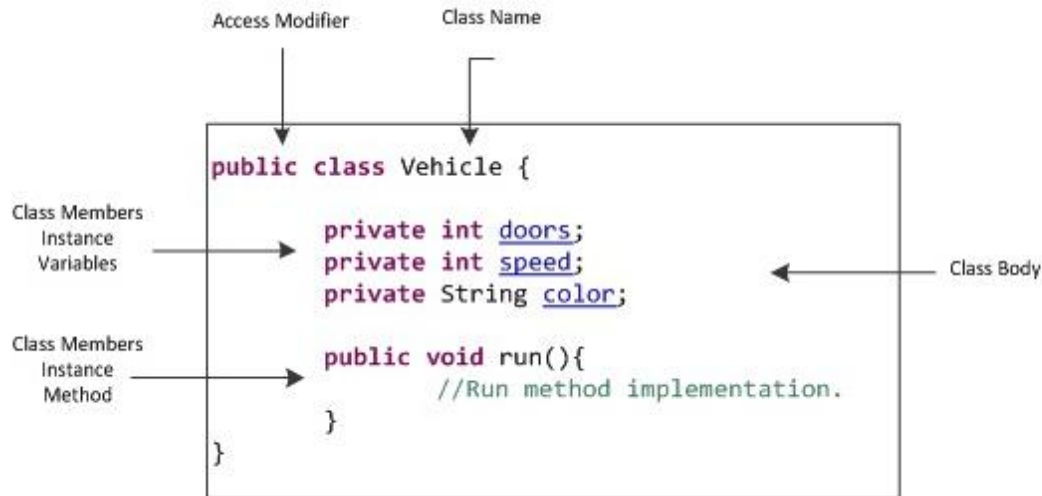 Access Modifier
Class Name
public class Vehicle {
Class Members
Instance
Variables
private int doors;
private int speed;
private String color;
Class Body
Class Members
Instance
Method
public void run(){
//Run method implementation.
}
}